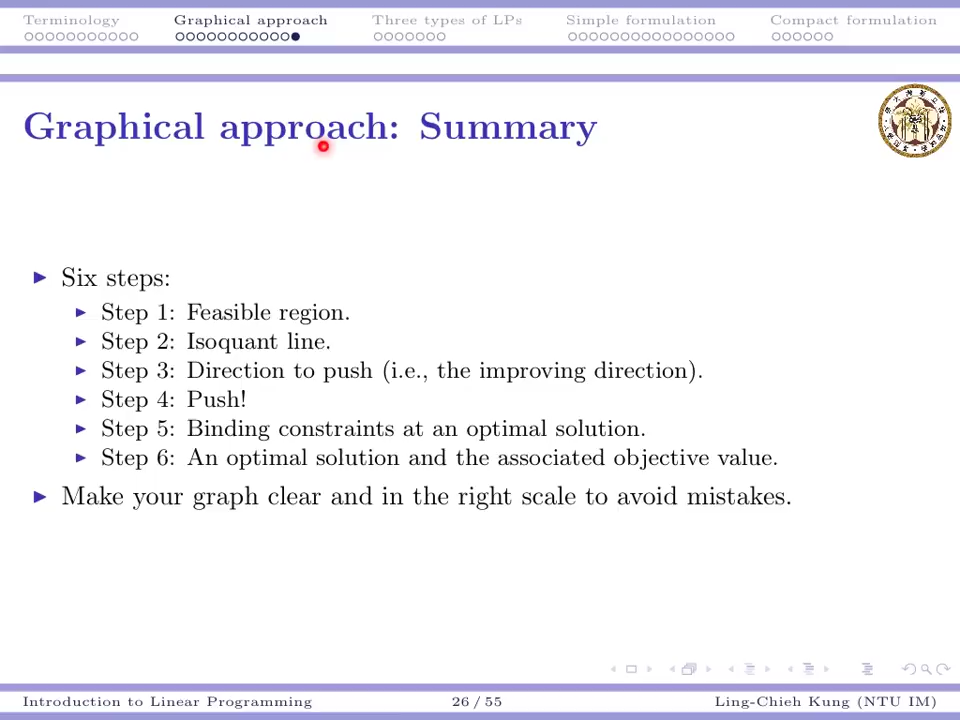 Terminology
Graphical approach
Three types of LPs
Simple formulation
Compact formulation
Graphical approach: Summary
Six steps:
Step 1: Feasible region.
Step 2: Isoquant line.
Step 3: Direction to push (i.e., the improving direction).
Step 4: Push!
Step 5: Binding constraints at an optimal solution.
Step 6: An optimal solution and the associated objective value.
Make your graph clear and in the right scale to avoid mistakes.
Introduction to Linear Programming
26 / 55
Ling-Chieh Kung (NTU IM)